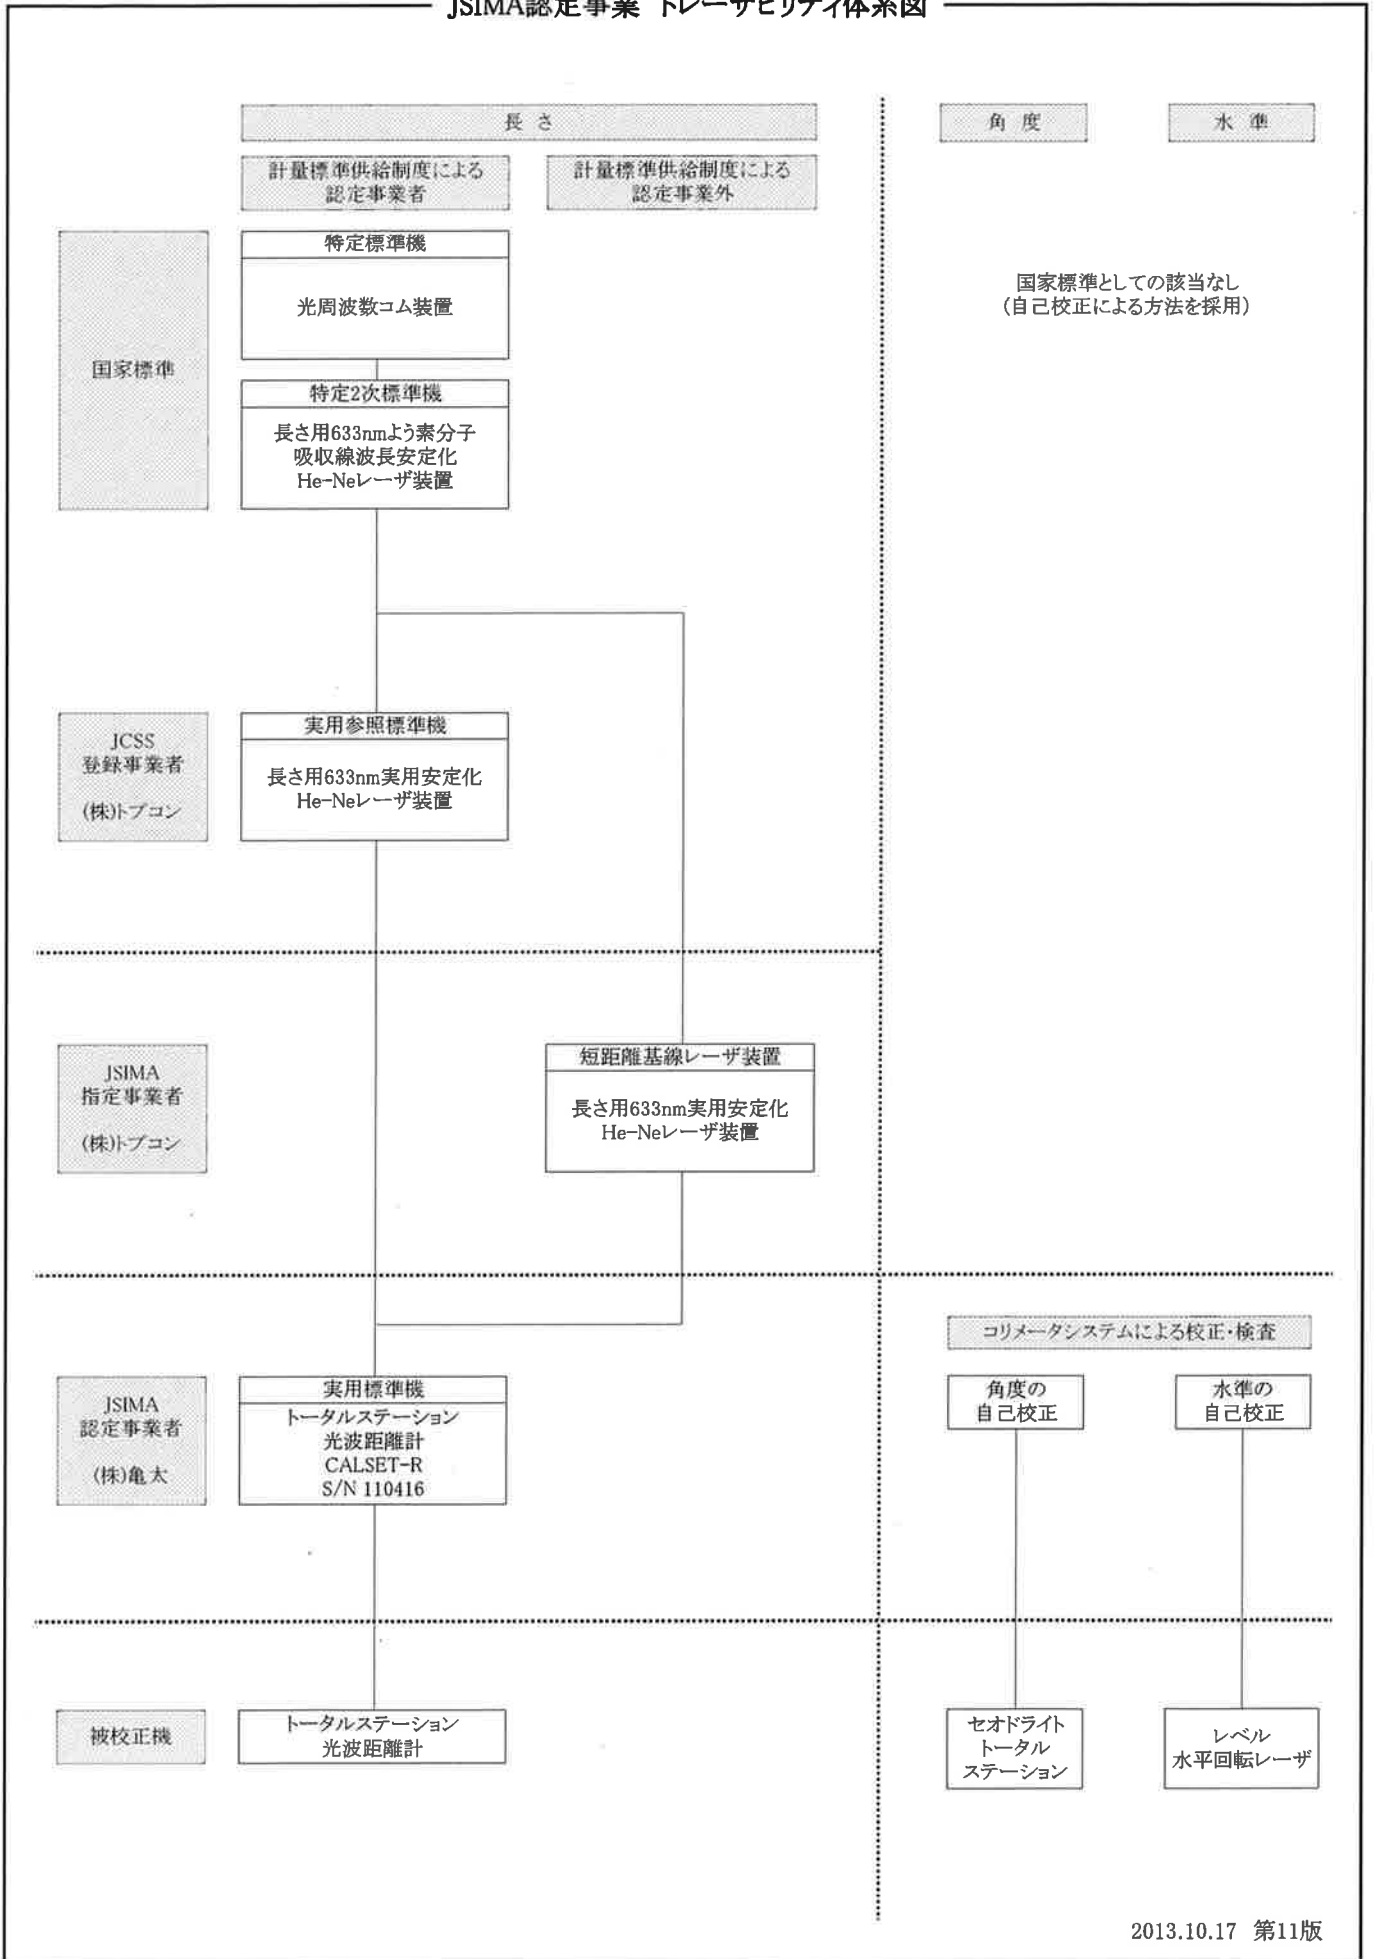 JSIMA認定事業 トレーサビリティ体系図
長さ
角度
水準
計量標準供給制度による
認定事業者
計量標準供給制度による
認定事業外
国家標準
特定標準機
光周波数コム装置
国家標準としての該当なし
(自己校正による方法を採用)
特定2次標準機
長さ用633nmよう素分子
吸収線波長安定化
He-Neレーザ装置
JCSS
登録事業者
(株)トプコン
実用参照標準機
長さ用633nm実用安定化
He-Neレーザ装置
JSIMA
指定事業者
(株)トプコン
短距離基線レーザ装置
長さ用633nm実用安定化
He-Neレーザ装置
コリメータシステムによる校正・検査
JSIMA
認定事業者
(株)亀太
実用標準機
トータルステーション
光波距離計
CALSET-R
S/N 110416
角度の
自己校正
水準の
自己校正
被校正機
トータルステーション
光波距離計
セオドライト
トータル
ステーション
レベル
水平回転レーザ
2013.10.17 第11版